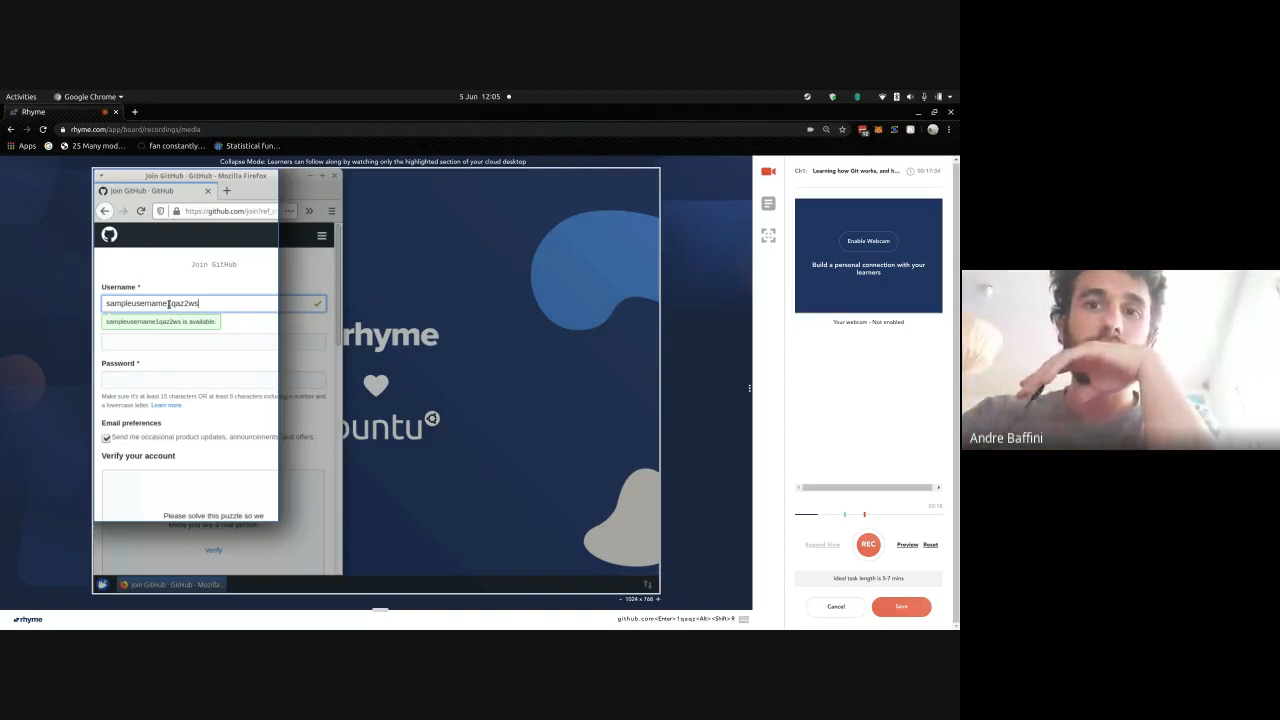 Activities
Google Chrome
5 Jun 12:05
Rhyme
rhyme.com/app/board/recordings/media
Apps
25 Many mod...
fan constantly...
Statistical fun...
Collapse Mode: Learners can follow along by watching only the highlighted section of your cloud desktop
Join GitHub · GitHub - Mozilla Firefox
Join GitHub · GitHub
https://github.com/join?ref_c
Join GitHub
Username *
sampleusername1qaz2ws
sampleusername1qaz2ws is available.
Password *
Make sure it's at least 15 characters OR at least 8 characters including a number and
a lowercase letter. Learn more.
Email preferences
Send me occasional product updates, announcements, and offers.
Verify your account
Please solve this puzzle so we
know you are a real person
Verify
rhyme
buntu
Join GitHub · GitHub - Mozilla...
- 1024 x 768 +
rhyme
github.com<Enter>1qaqz<Alt><Shift>R
Ch1: Learning how Git works, and h...
00:17:34
Enable Webcam
Build a personal connection with your
learners
Your webcam - Not enabled
02:18
Expand View
REC
Preview
Reset
Ideal task length is 5-7 mins
Cancel
Save
Andre Baffini